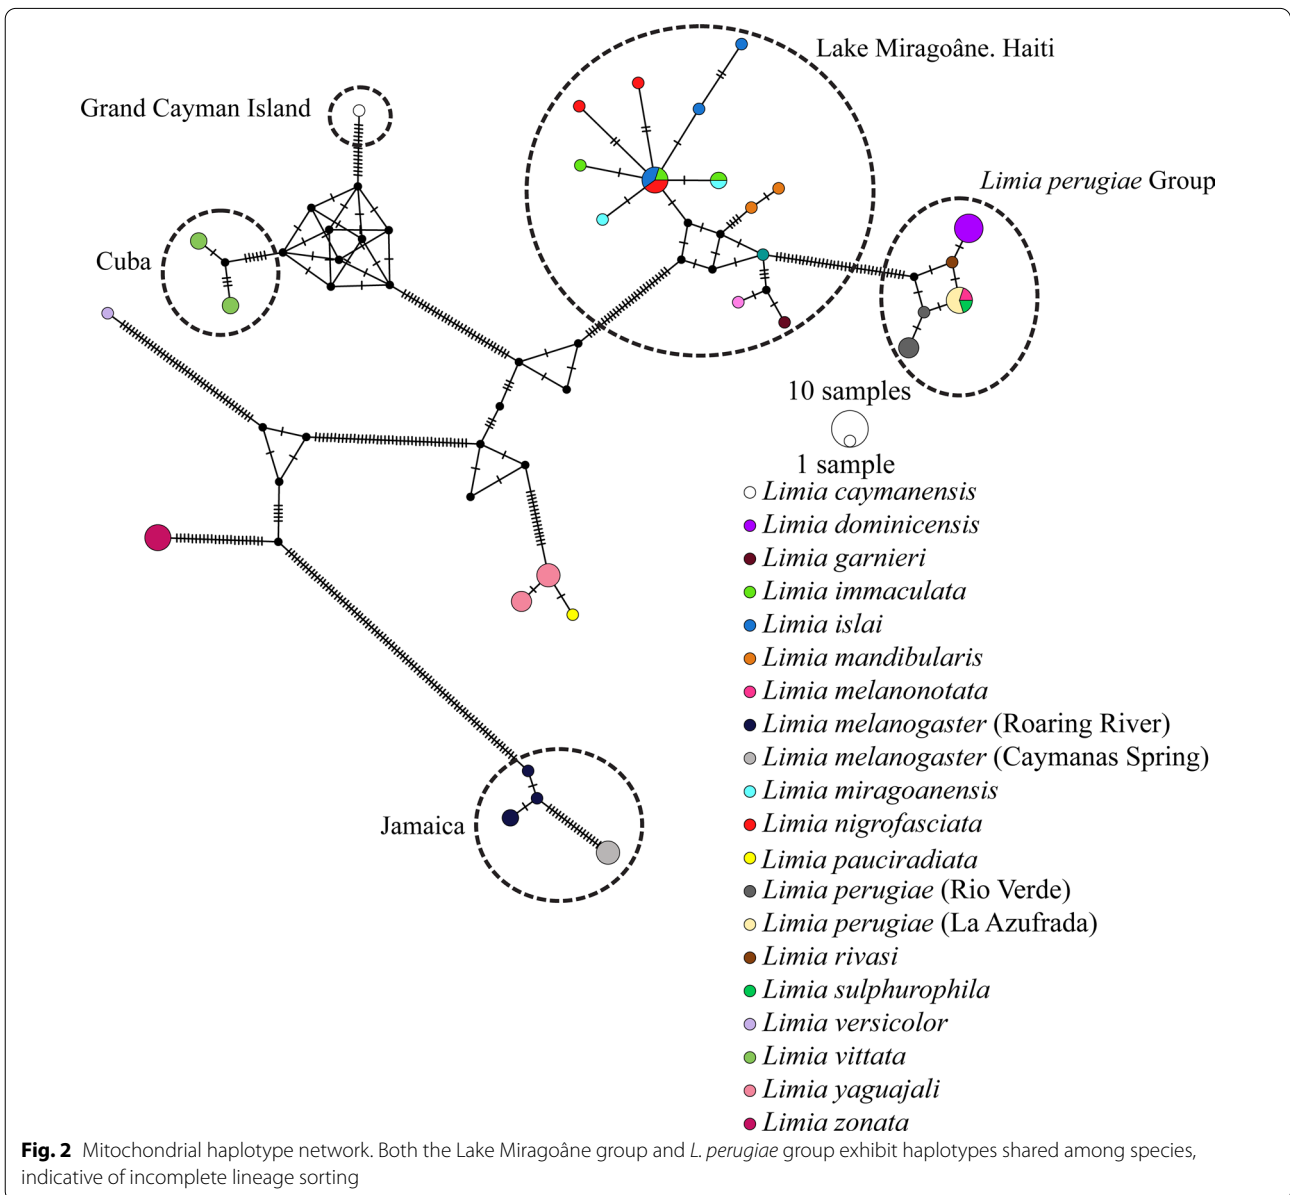 Lake Miragoâne. Haiti
Grand Cayman Island
Limia perugiae Group
Cuba
10 samples
1 sample
Limia caymanensis
Limia dominicensis
Limia garnieri
Limia immaculata
Limia islai
Limia mandibularis
Limia melanonotata
Limia melanogaster (Roaring River)
Limia melanogaster (Caymanas Spring)
Limia miragoanensis
Jamaica
Limia nigrofasciata
Limia pauciradiata
Limia perugiae (Rio Verde)
Limia perugiae (La Azufrada)
Limia rivasi
Limia sulphurophila
Limia versicolor
Limia vittata
Limia yaguajali
Limia zonata
Fig. 2 Mitochondrial haplotype network. Both the Lake Miragoâne group and L. perugiae group exhibit haplotypes shared among species,
indicative of incomplete lineage sorting